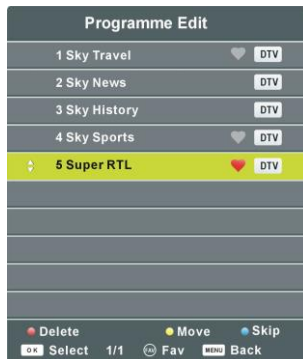 Programme Edit
1 Sky Travel DTV
2 Sky News DTV
3 Sky History DTV
4 Sky Sports DTV
5 Super RTL DTV
Delete Move Skip
OK Select 1/1 FAV Fav MENU Back